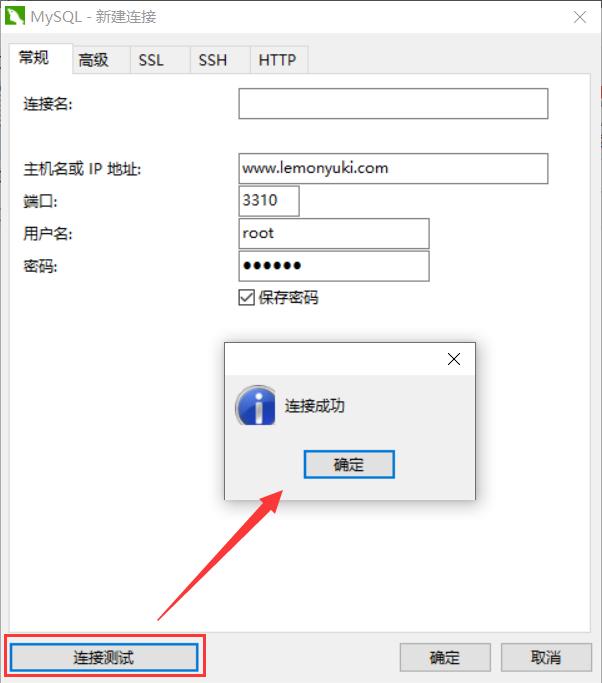 MySQL - 新建连接
常规 高级 SSL SSH HTTP
连接名:
主机名或 IP 地址: www.lemonyuki.com
端口: 3310
用户名: root
密码: ●●●●●●
保存密码
连接成功
确定
连接测试 确定 取消